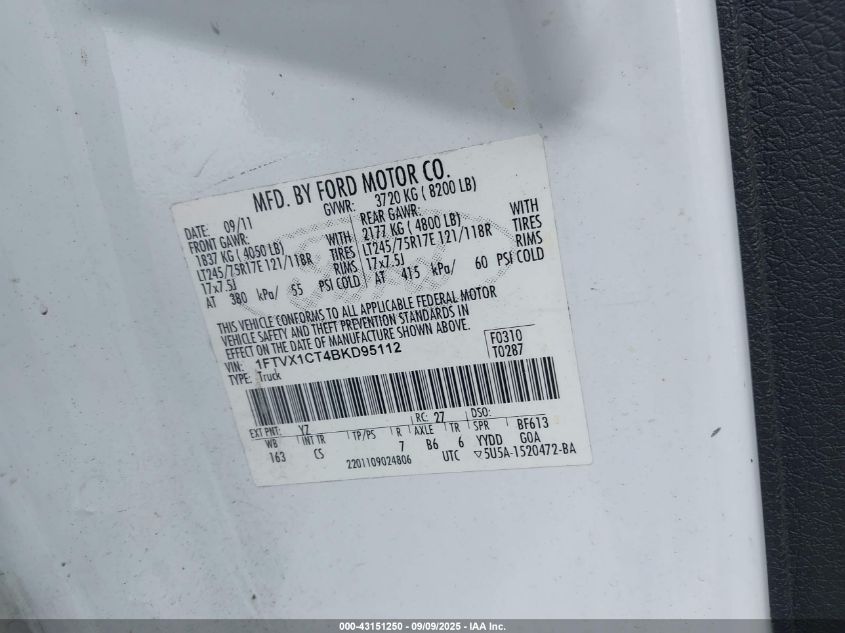 MFD. BY FORD MOTOR CO.
DATE: 09/11 GVWR: 3720 KG ( 8200 LB)
FRONT GAWR: REAR GAWR:
1837 KG ( 4050 LB) WITH 2177 KG ( 4800 LB) WITH
LT245/75R17E 121/118R TIRES LT245/75R17E 121/118R TIRES
17x7.5J RIMS 17x7.5J RIMS
AT 380 kPa/ 55 PSI COLD AT 415 kPa/ 60 PSI COLD
THIS VEHICLE CONFORMS TO ALL APPLICABLE FEDERAL MOTOR
VEHICLE SAFETY AND THEFT PREVENTION STANDARDS IN
EFFECT ON THE DATE OF MANUFACTURE SHOWN ABOVE.
VIN: 1FTVX1CT4BKD95112 F0310
TYPE: Truck T0287
EXT PNT: YZ RC: 27 DSO:
WB INT TR TP/PS R AXLE TR SPR BF613
163 CS 7 B6 6 YYDD GOA
2201109024806 UTC ▽5U5A-1520472-BA
000-43151250 - 09/09/2025 - IAA Inc.